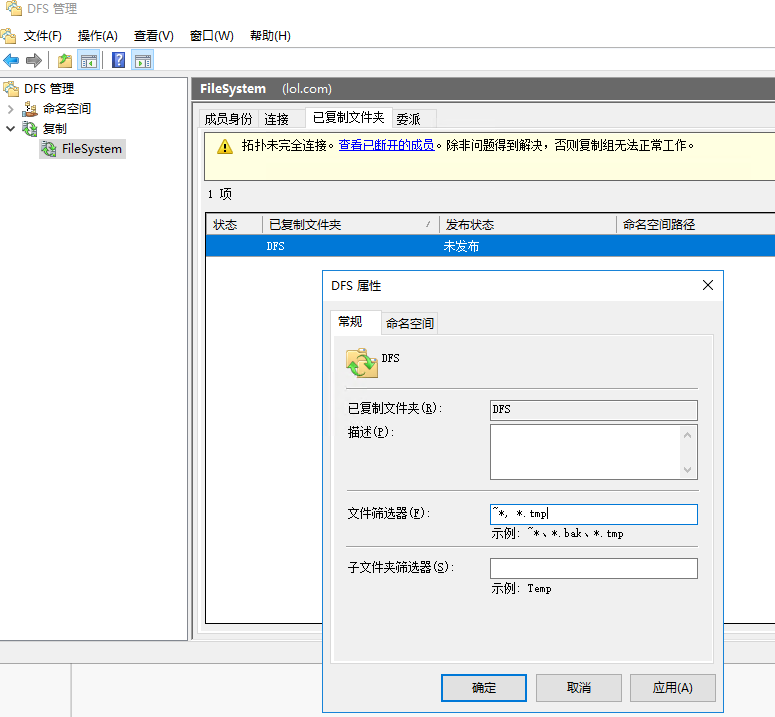 DFS 管理
文件(F) 操作(A) 查看(V) 窗口(W) 帮助(H)
DFS 管理
命名空间
复制
FileSystem
FileSystem (lol.com)
成员身份 连接 已复制文件夹 委派
拓扑未完全连接。查看已断开的成员。除非问题得到解决，否则复制组无法正常工作。
1 项
状态 已复制文件夹 发布状态 命名空间路径
DFS 未发布
DFS 属性
常规 命名空间
DFS
已复制文件夹(R): DFS
描述(P):
文件筛选器(F): ~*, *.tmp
示例: ~*、*.bak、*.tmp
子文件夹筛选器(S):
示例: Temp
确定 取消 应用(A)